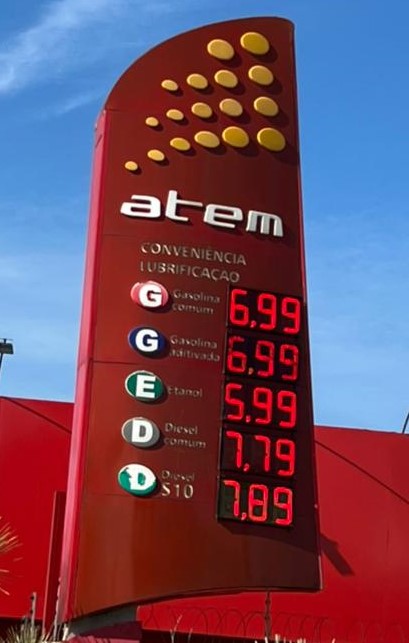 atem
CONVENIÊNCIA
LUBRIFICAÇÃO
G Gasolina comum 6,99
G Gasolina aditivada 6,99
E Etanol 5,99
D Diesel comum 7,79
D Diesel S10 7,89